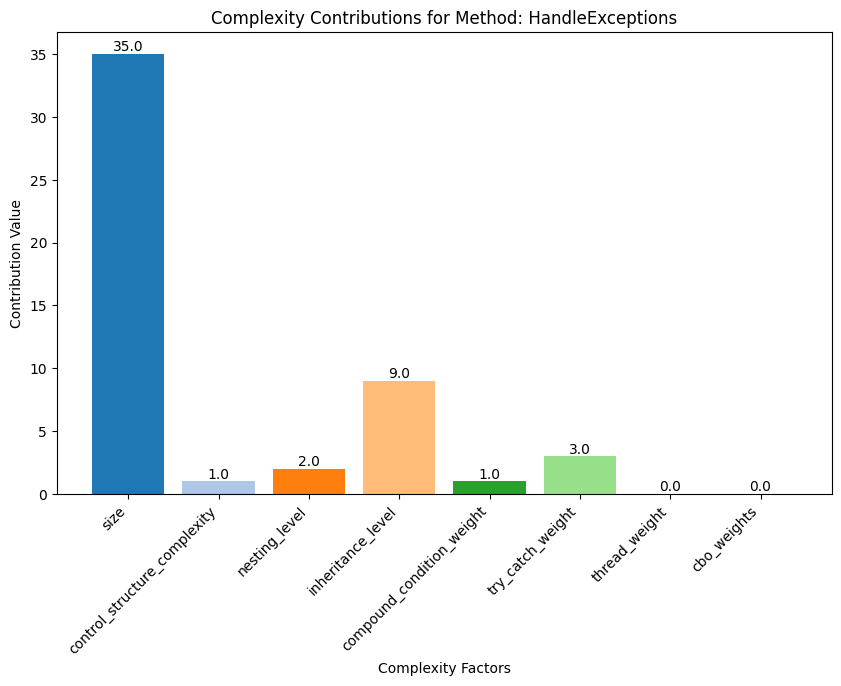 Complexity Contributions for Method: HandleExceptions
35.0
1.0
2.0
9.0
1.0
3.0
0.0
0.0
Contribution Value
35
30
25
20
15
10
5
0
size
control_structure_complexity
nesting_level
inheritance_level
compound_condition_weight
try_catch_weight
thread_weight
cbo_weights
Complexity Factors